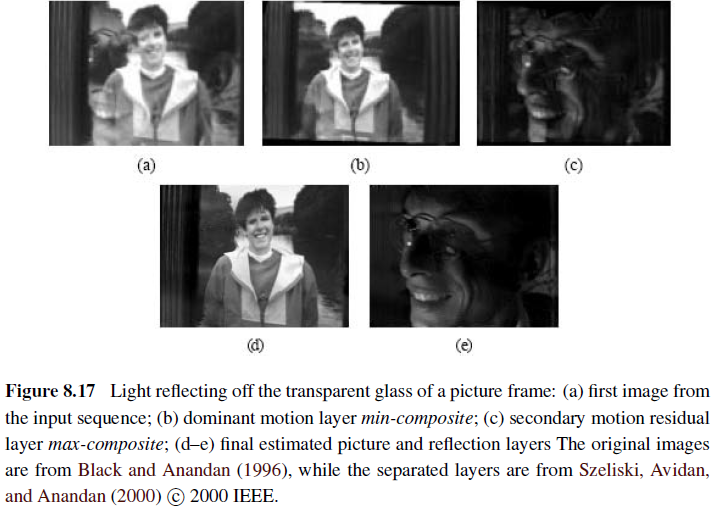 (a)
(b)
(c)
(d)
(e)
Figure 8.17 Light reflecting off the transparent glass of a picture frame: (a) first image from
the input sequence; (b) dominant motion layer min-composite; (c) secondary motion residual
layer max-composite; (d–e) final estimated picture and reflection layers The original images
are from Black and Anandan (1996), while the separated layers are from Szeliski, Avidan,
and Anandan (2000) © 2000 IEEE.